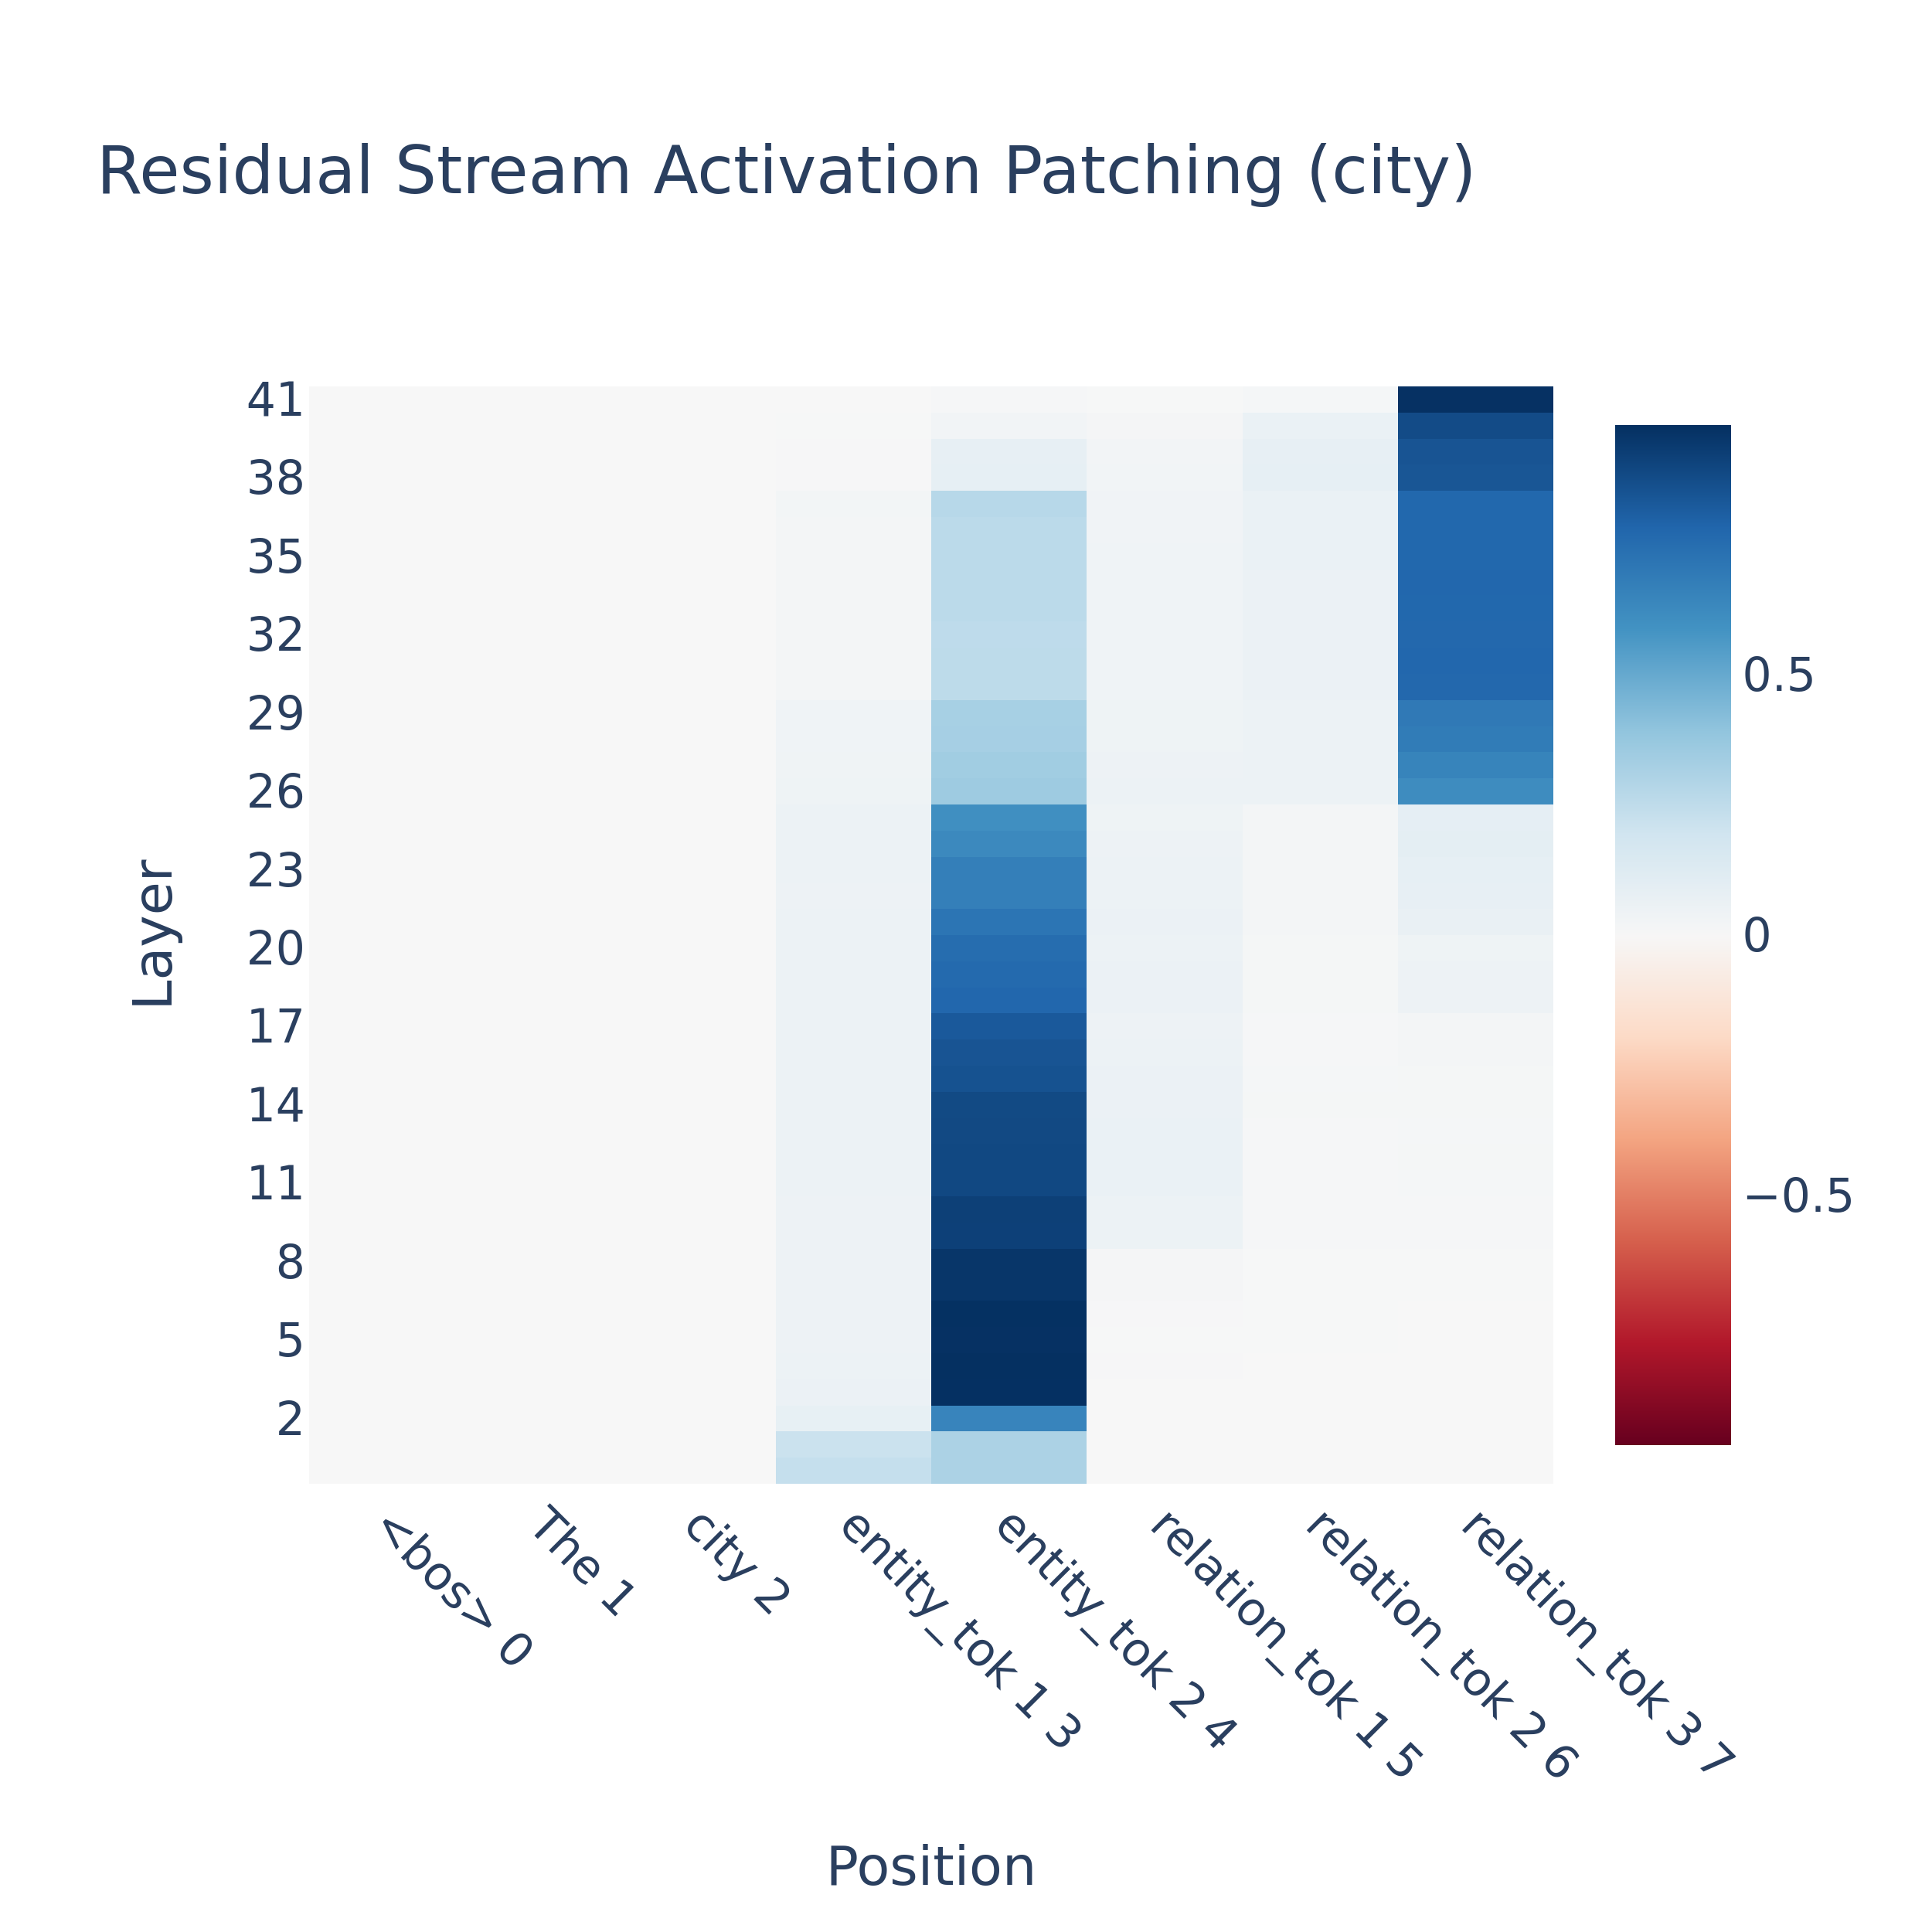 Residual Stream Activation Patching (city)
41
38
35
32
29
26
23
20
17
14
11
8
5
2
Layer
0.5
0
−0.5
<bos> 0
The 1
city 2
entity_tok 1 3
entity_tok 2 4
relation_tok 1 5
relation_tok 2 6
relation_tok 3 7
Position